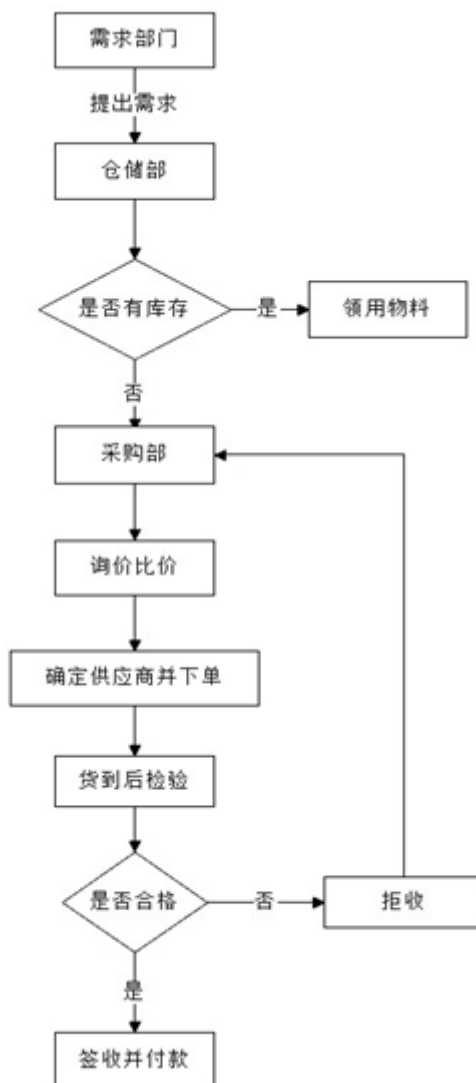 需求部门
提出需求
仓储部
是否有库存
是
领用物料
否
采购部
询价比价
确定供应商并下单
货到后检验
是否合格
否
拒收
是
签收并付款